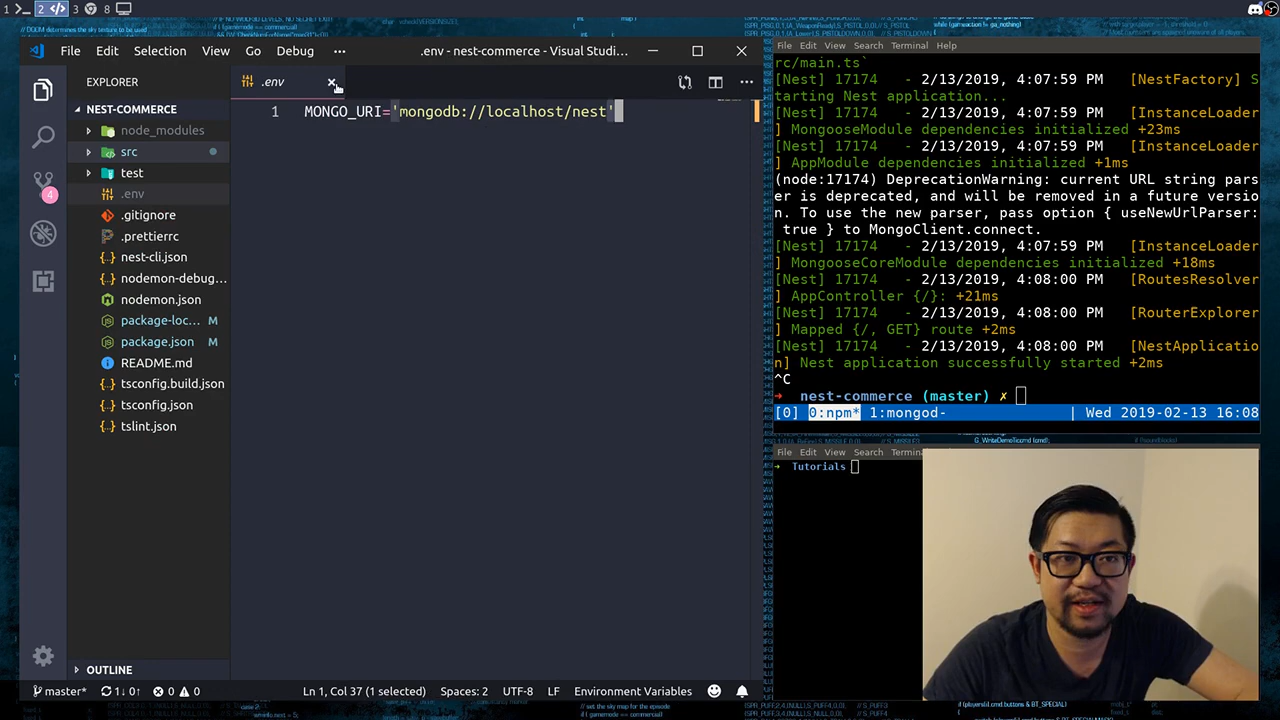 1 2 3 8
File Edit Selection View Go Debug ··· .env - nest-commerce - Visual Studi...
EXPLORER
NEST-COMMERCE
node_modules
src
test
.env
.gitignore
.prettierrc
nest-cli.json
nodemon-debug...
nodemon.json
package-loc... M
package.json M
README.md
tsconfig.build.json
tsconfig.json
tslint.json
OUTLINE
4
.env
1 MONGO_URI='mongodb://localhost/nest'
master* 1↓ 0↑ 0 0 Ln 1, Col 37 (1 selected) Spaces: 2 UTF-8 LF Environment Variables
File Edit View Search Terminal Help
rc/main.ts`
[Nest] 17174 - 2/13/2019, 4:07:59 PM [NestFactory] S
tarting Nest application...
[Nest] 17174 - 2/13/2019, 4:07:59 PM [InstanceLoader
] MongooseModule dependencies initialized +23ms
[Nest] 17174 - 2/13/2019, 4:07:59 PM [InstanceLoader
] AppModule dependencies initialized +1ms
(node:17174) DeprecationWarning: current URL string pars
er is deprecated, and will be removed in a future versio
n. To use the new parser, pass option { useNewUrlParser:
true } to MongoClient.connect.
[Nest] 17174 - 2/13/2019, 4:07:59 PM [InstanceLoader
] MongooseCoreModule dependencies initialized +18ms
[Nest] 17174 - 2/13/2019, 4:08:00 PM [RoutesResolver
] AppController {/}: +21ms
[Nest] 17174 - 2/13/2019, 4:08:00 PM [RouterExplorer
] Mapped {/, GET} route +2ms
[Nest] 17174 - 2/13/2019, 4:08:00 PM [NestApplicatio
n] Nest application successfully started +2ms
^C
→ nest-commerce (master) ✗
[0] 0:npm* 1:mongod- | Wed 2019-02-13 16:08
File Edit View Search Termin
→ Tutorials